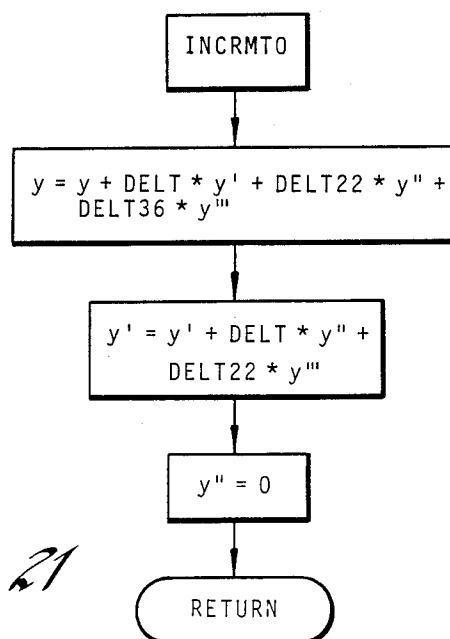 INCRMTO
y = y + DELT * y' + DELT22 * y" +
DELT36 * y'''
y' = y' + DELT * y" +
DELT22 * y'''
y" = 0
21
RETURN